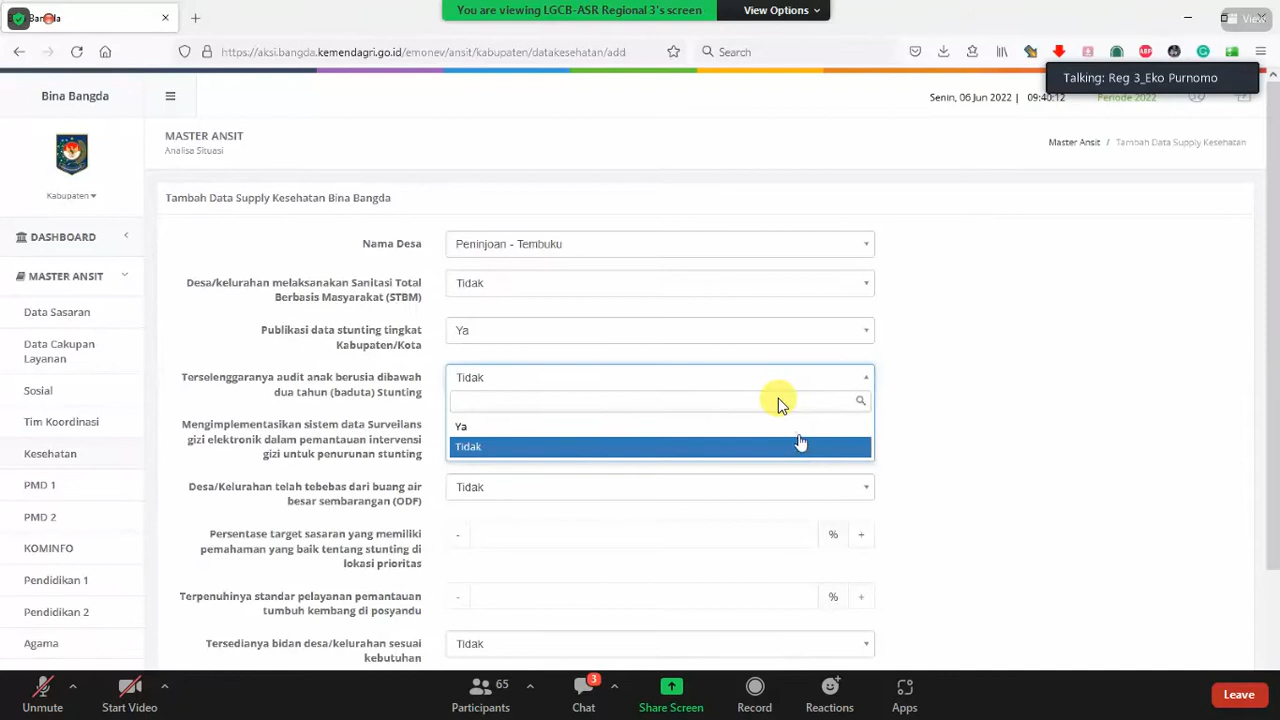 Bangda
You are viewing LGCB-ASR Regional 3's screen
View Options
View
https://aksi.bangda.kemendagri.go.id/emonev/ansit/kabupaten/datakesehatan/add
Search
Talking: Reg 3_Eko Purnomo
Bina Bangda
Senin, 06 Jun 2022 | 09:40:12
Periode 2022
MASTER ANSIT
Analisa Situasi
Master Ansit / Tambah Data Supply Kesehatan
Kabupaten
DASHBOARD
MASTER ANSIT
Data Sasaran
Data Cakupan
Layanan
Sosial
Tim Koordinasi
Kesehatan
PMD 1
PMD 2
KOMINFO
Pendidikan 1
Pendidikan 2
Agama
Tambah Data Supply Kesehatan Bina Bangda
Nama Desa
Peninjoan - Tembuku
Desa/kelurahan melaksanakan Sanitasi Total
Berbasis Masyarakat (STBM)
Tidak
Publikasi data stunting tingkat
Kabupaten/Kota
Ya
Terselenggaranya audit anak berusia dibawah
dua tahun (baduta) Stunting
Tidak
Ya
Tidak
Mengimplementasikan sistem data Surveilans
gizi elektronik dalam pemantauan intervensi
gizi untuk penurunan stunting
Desa/Kelurahan telah tebebas dari buang air
besar sembarangan (ODF)
Tidak
Persentase target sasaran yang memiliki
pemahaman yang baik tentang stunting di
lokasi prioritas
- % +
Terpenuhinya standar pelayanan pemantauan
tumbuh kembang di posyandu
- % +
Tersedianya bidan desa/kelurahan sesuai
kebutuhan
Tidak
Unmute
Start Video
65
Participants
3
Chat
Share Screen
Record
Reactions
Apps
Leave